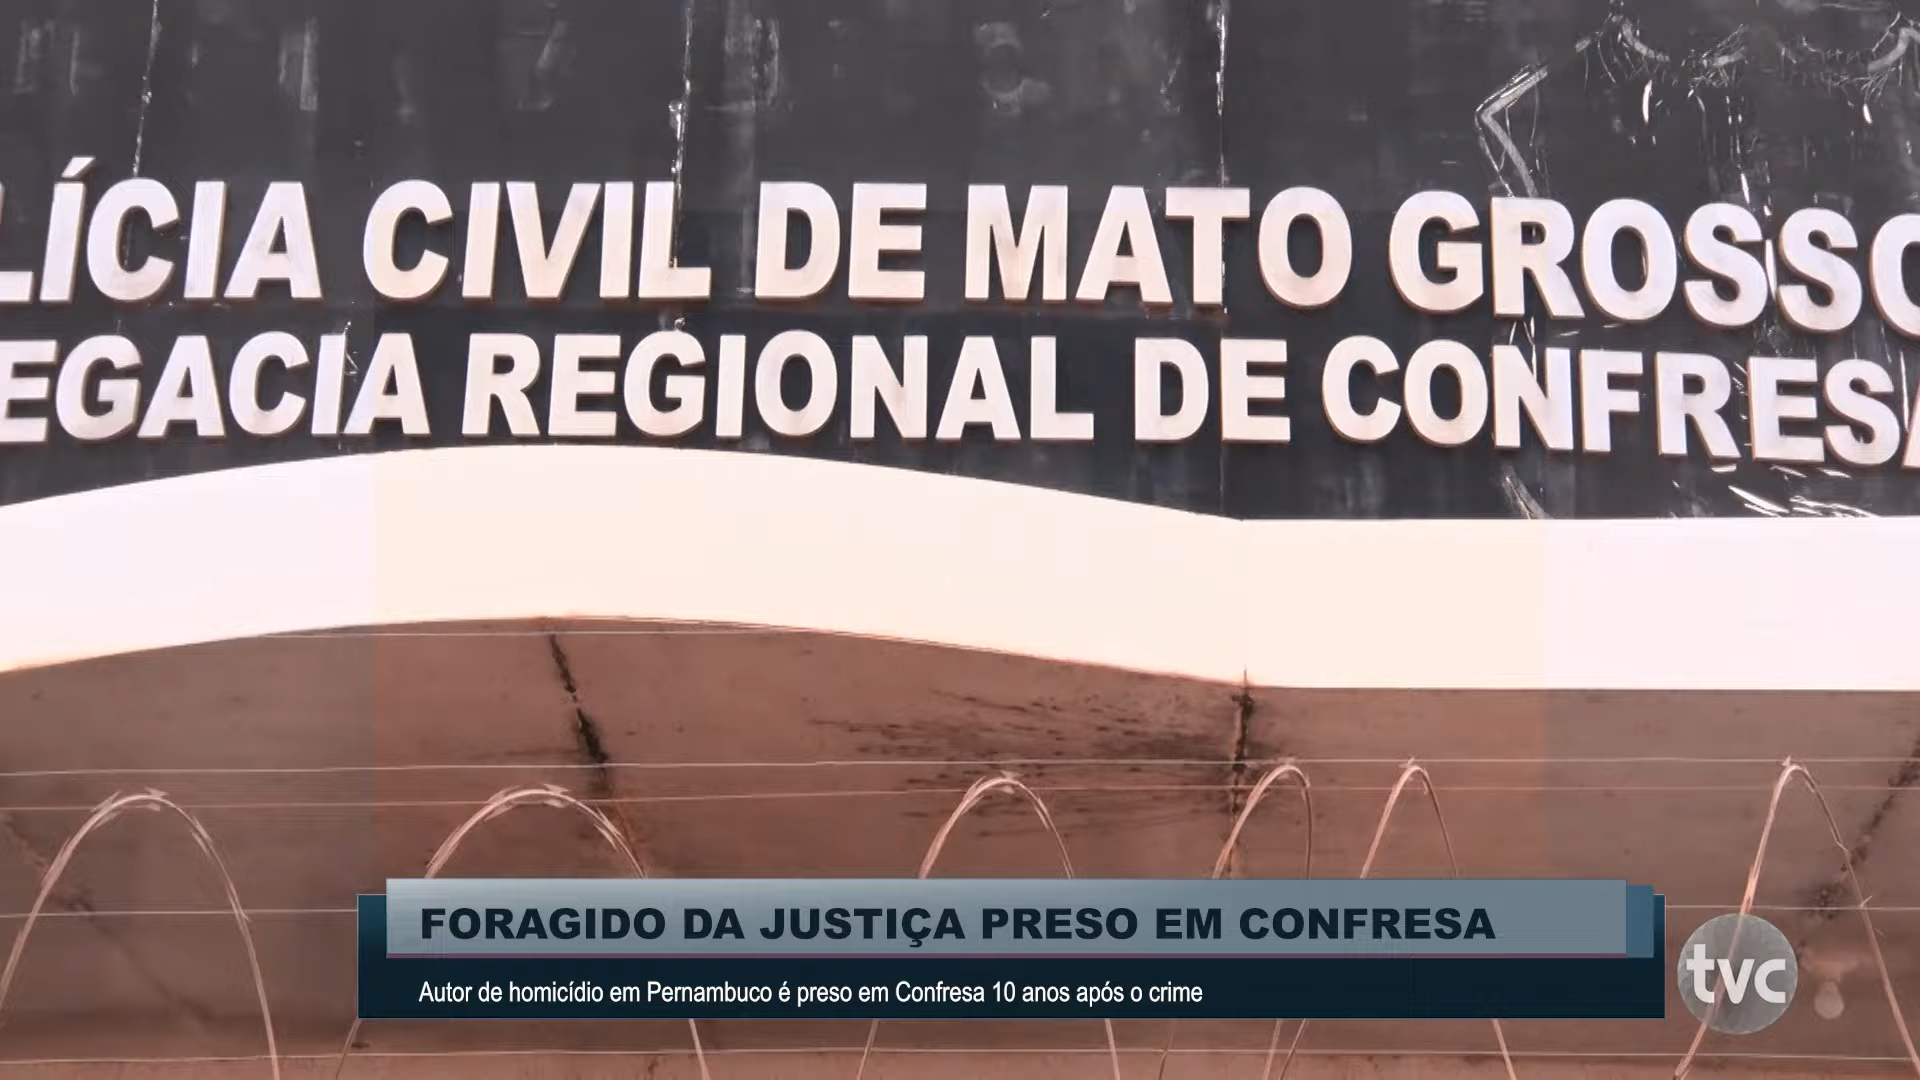 LÍCIA CIVIL DE MATO GROSSO
EGACIA REGIONAL DE CONFRESA
FORAGIDO DA JUSTIÇA PRESO EM CONFRESA
Autor de homicídio em Pernambuco é preso em Confresa 10 anos após o crime
tvc